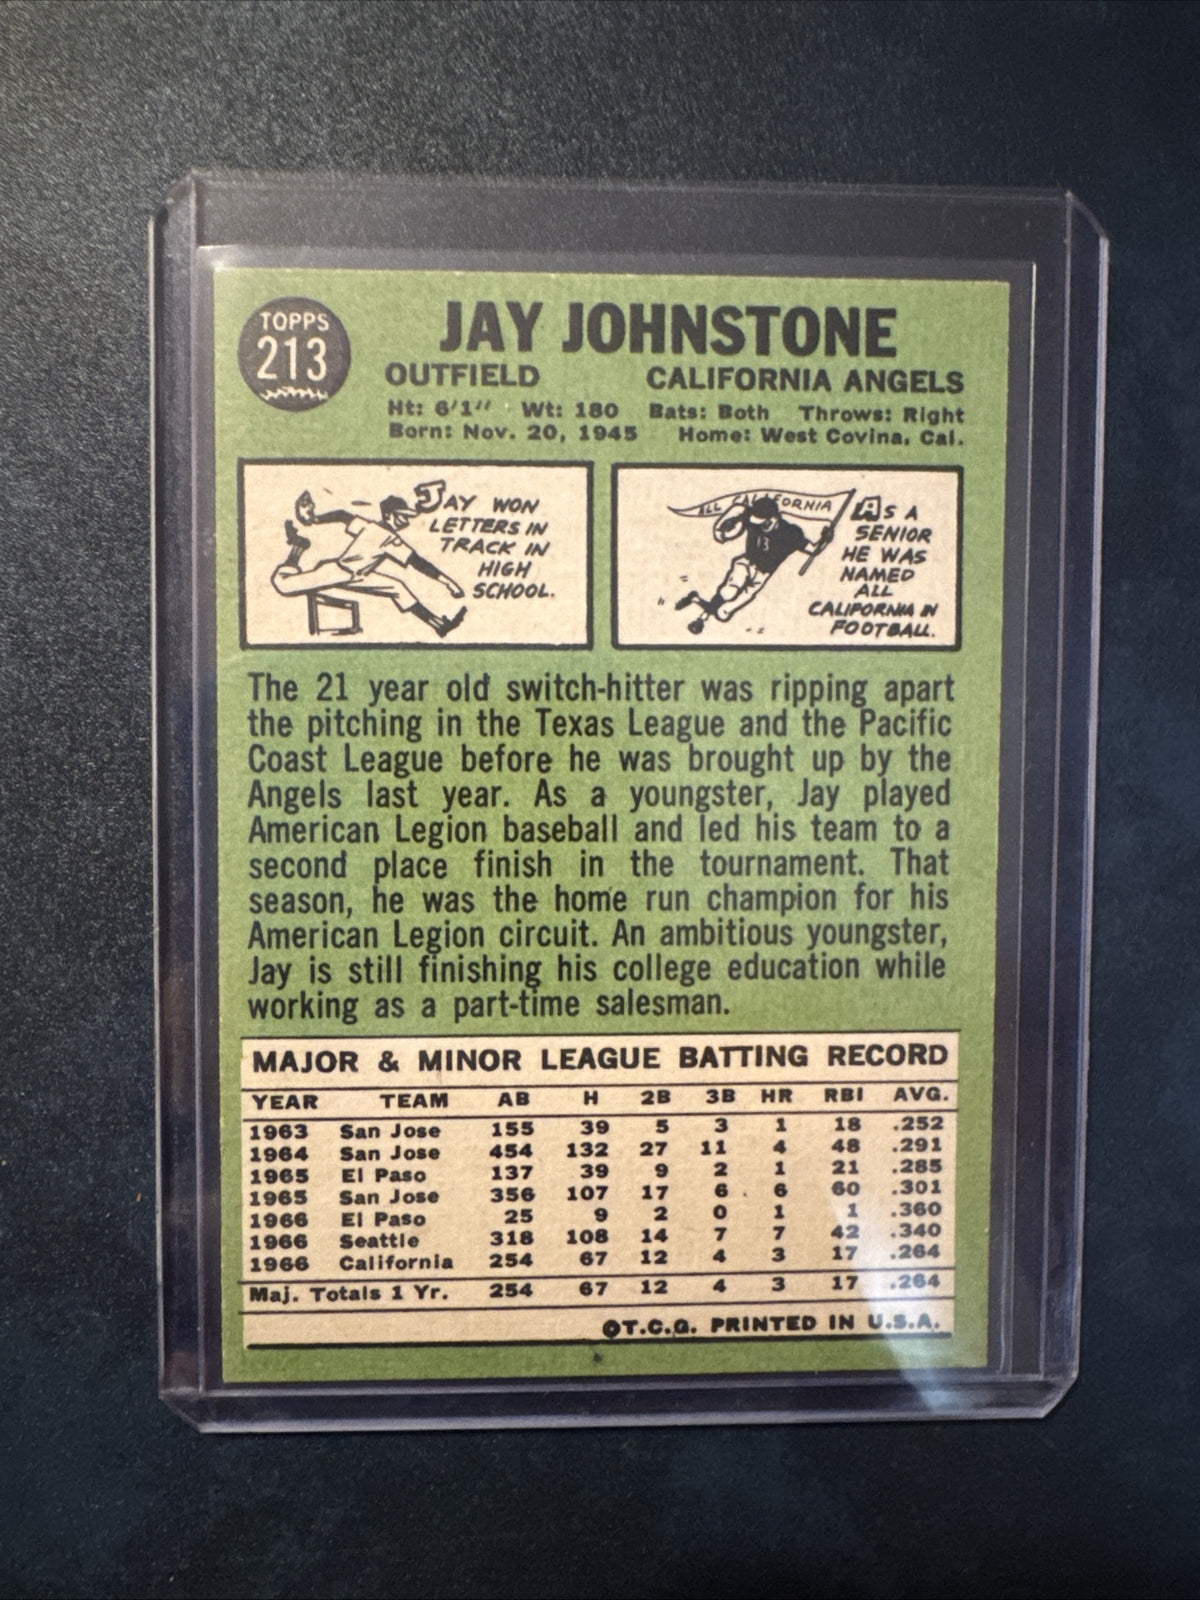 TOPPS
213
JAY JOHNSTONE
OUTFIELD CALIFORNIA ANGELS
Ht: 6'1" Wt: 180 Bats: Both Throws: Right
Born: Nov. 20, 1945 Home: West Covina, Cal.
JAY WON
LETTERS IN
TRACK IN
HIGH
SCHOOL.
ALL CALIFORNIA
13
AS A
SENIOR
HE WAS
NAMED
ALL
CALIFORNIA IN
FOOTBALL.
The 21 year old switch-hitter was ripping apart
the pitching in the Texas League and the Pacific
Coast League before he was brought up by the
Angels last year. As a youngster, Jay played
American Legion baseball and led his team to a
second place finish in the tournament. That
season, he was the home run champion for his
American Legion circuit. An ambitious youngster,
Jay is still finishing his college education while
working as a part-time salesman.
MAJOR & MINOR LEAGUE BATTING RECORD
YEAR TEAM AB H 2B 3B HR RBI AVG.
1963 San Jose 155 39 5 3 1 18 .252
1964 San Jose 454 132 27 11 4 48 .291
1965 El Paso 137 39 9 2 1 21 .285
1965 San Jose 356 107 17 6 6 60 .301
1966 El Paso 25 9 2 0 1 1 .360
1966 Seattle 318 108 14 7 7 42 .340
1966 California 254 67 12 4 3 17 .264
Maj. Totals 1 Yr. 254 67 12 4 3 17 .264
©T.C.G. PRINTED IN U.S.A.